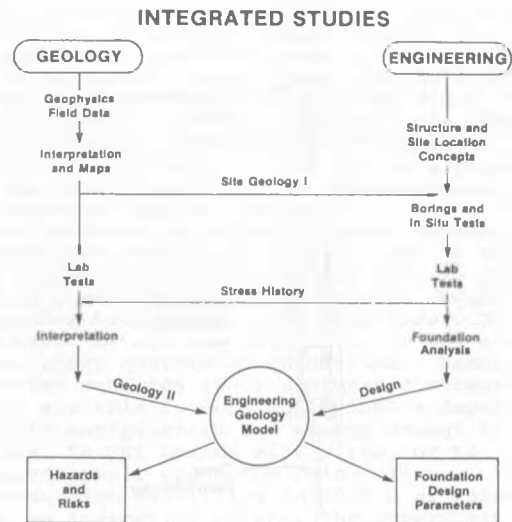 INTEGRATED STUDIES
GEOLOGY
ENGINEERING
Geophysics
Field Data
Structure and
Site Location
Concepts
Interpretation
and Maps
Site Geology I
Borings and
In Situ Tests
Lab
Tests
Lab
Tests
Stress History
Interpretation
Foundation
Analysis
Geology II
Design
Engineering
Geology
Model
Hazards
and
Risks
Foundation
Design
Parameters